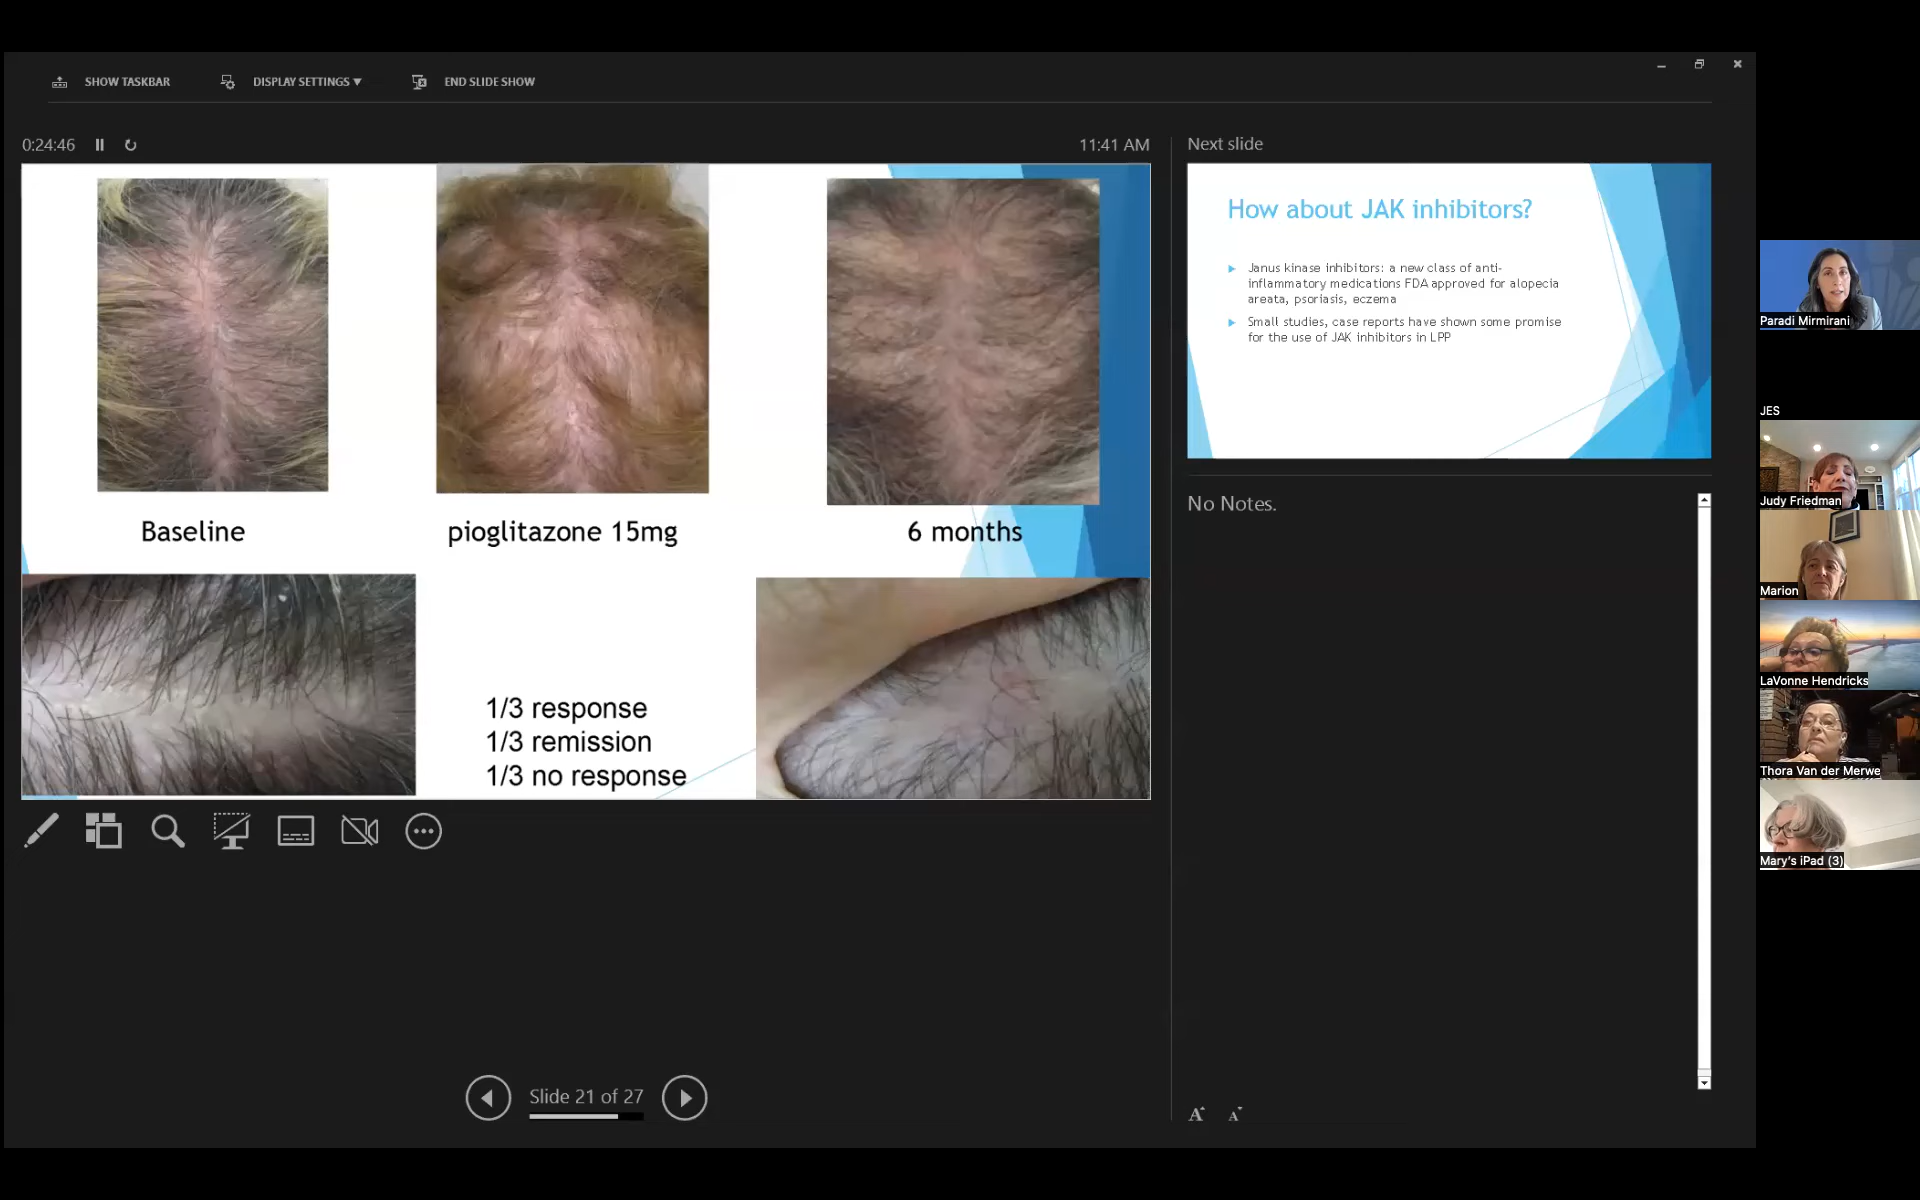 SHOW TASKBAR
DISPLAY SETTINGS ▼
END SLIDE SHOW
0:24:46
11:41 AM
Baseline
pioglitazone 15mg
6 months
1/3 response
1/3 remission
1/3 no response
Slide 21 of 27
Next slide
How about JAK inhibitors?
Janus kinase inhibitors: a new class of anti-
inflammatory medications FDA approved for alopecia
areata, psoriasis, eczema
Small studies, case reports have shown some promise
for the use of JAK inhibitors in LPP
No Notes.
A A
Paradi Mirmirani
JES
Judy Friedman
Marion
LaVonne Hendricks
Thora Van der Merwe
Mary's iPad (3)